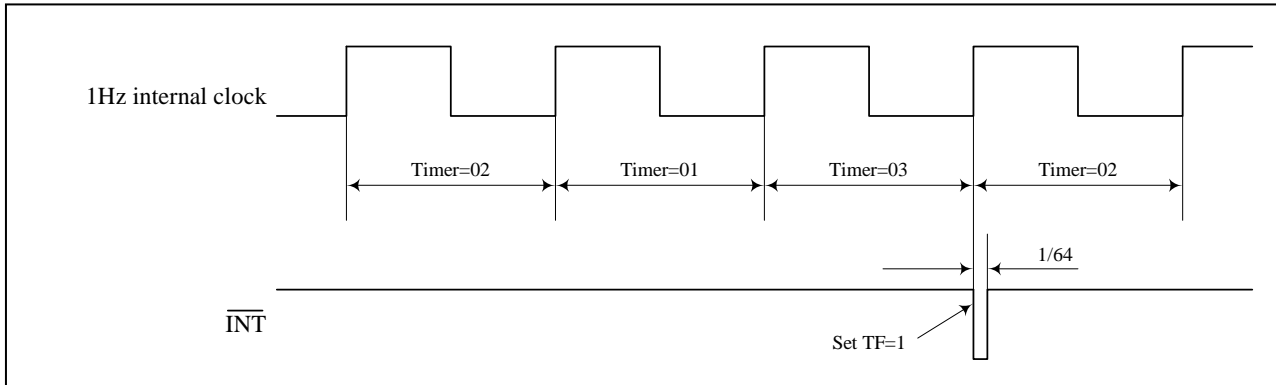 1Hz internal clock
Timer=02
Timer=01
Timer=03
Timer=02
1/64
INT
Set TF=1